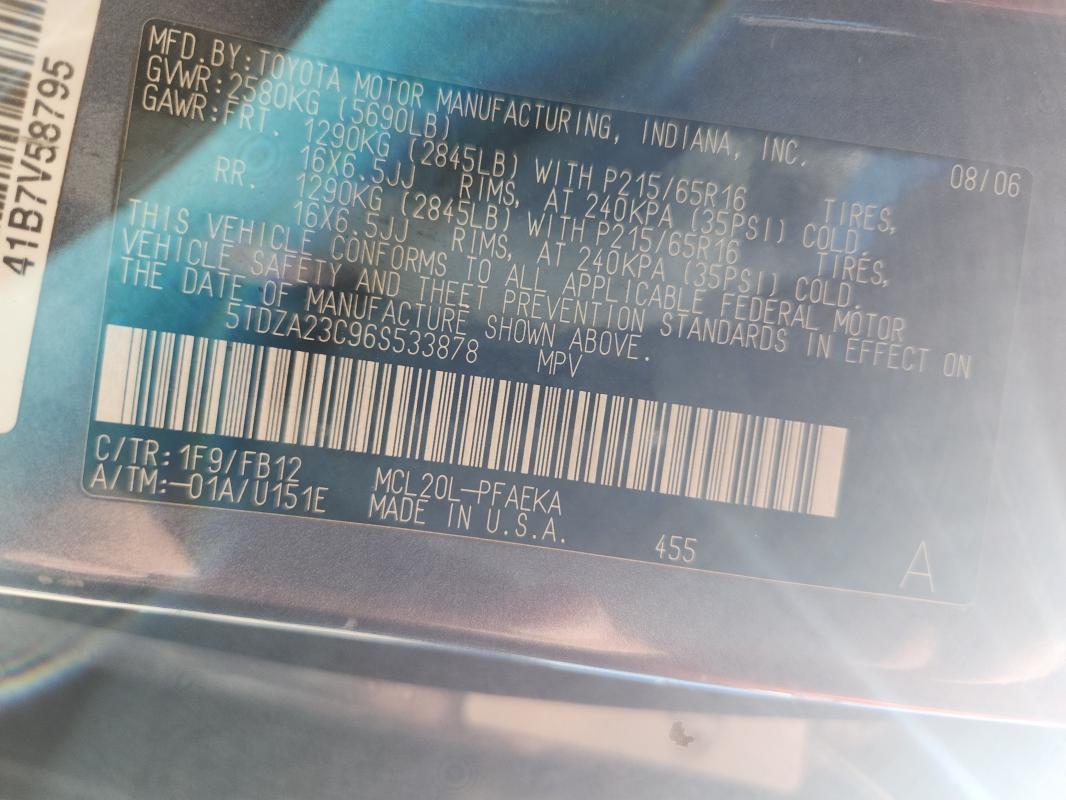 MFD.BY:TOYOTA MOTOR MANUFACTURING, INDIANA, INC. 08/06
GVWR:2580KG (5690LB)
GAWR:FRT. 1290KG (2845LB) WITH P215/65R16 TIRES,
16X6.5JJ RIMS, AT 240KPA (35PSI) COLD.
RR. 1290KG (2845LB) WITH P215/65R16 TIRES,
16X6.5JJ RIMS, AT 240KPA (35PSI) COLD.
THIS VEHICLE CONFORMS TO ALL APPLICABLE FEDERAL MOTOR
VEHICLE SAFETY AND THEFT PREVENTION STANDARDS IN EFFECT ON
THE DATE OF MANUFACTURE SHOWN ABOVE.
5TDZA23C96S533878 MPV
C/TR:1F9/FB12 MCL20L-PFAEKA
A/TM:-01A/U151E MADE IN U.S.A. 455 A
41B7V58795